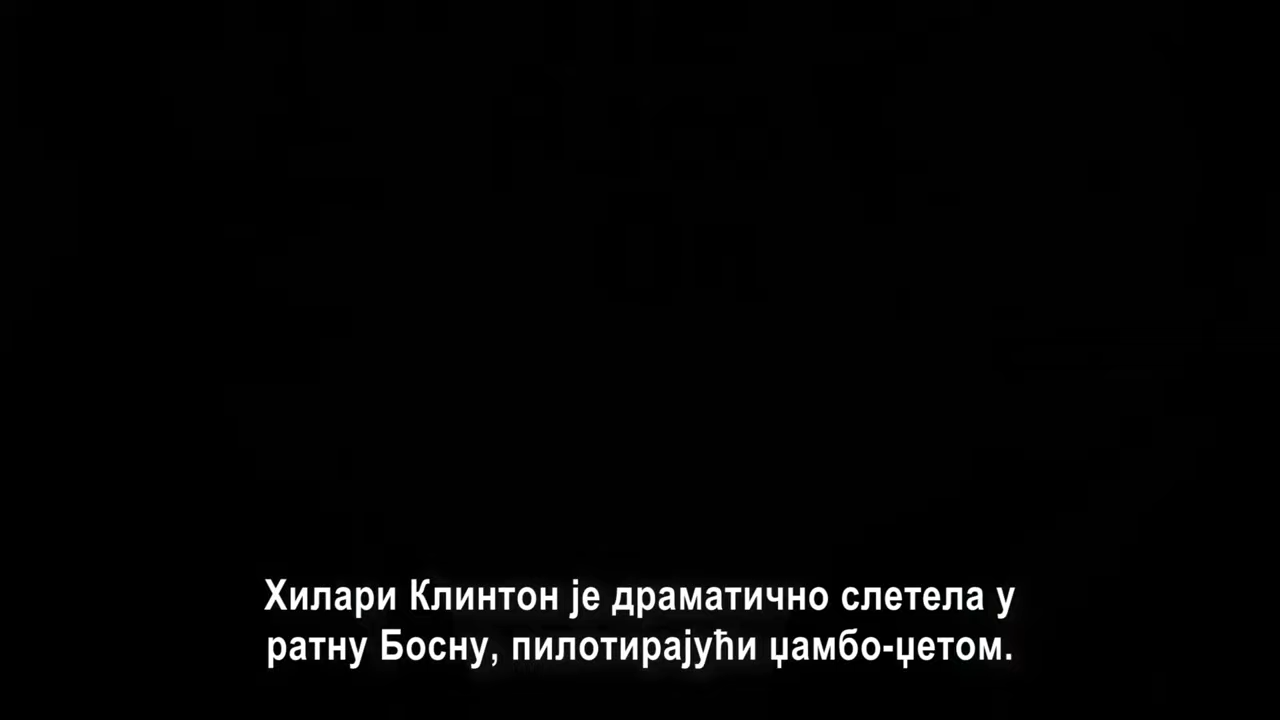 Хилари Клинтон је драматично слетела у
ратну Босну, пилотирајући џамбо-џетом.